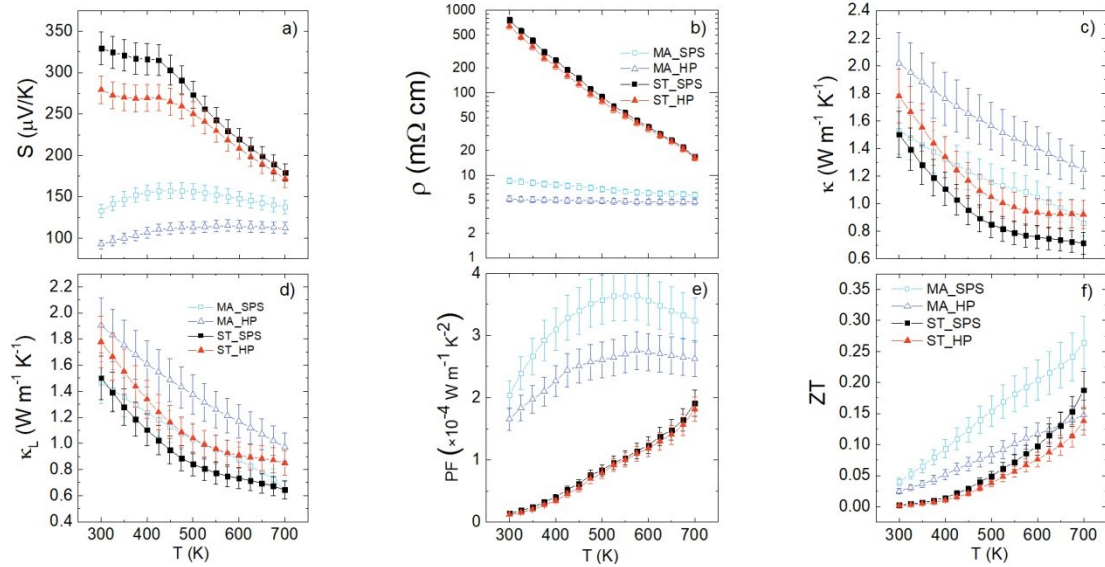 a)
S (μV/K)
350
300
250
200
150
100
b)
ρ (mΩ cm)
1000
500
100
50
10
5
1
MA_SPS
MA_HP
ST_SPS
ST_HP
c)
κ (W m⁻¹ K⁻¹)
2.2
2.0
1.8
1.6
1.4
1.2
1.0
0.8
0.6
d)
κL (W m⁻¹ K⁻¹)
2.2
2.0
1.8
1.6
1.4
1.2
1.0
0.8
0.6
0.4
MA_SPS
MA_HP
ST_SPS
ST_HP
300 400 500 600 700
T (K)
e)
PF (×10⁻⁴ W m⁻¹ K⁻²)
4
3
2
1
0
300 400 500 600 700
T (K)
f)
ZT
0.35
0.30
0.25
0.20
0.15
0.10
0.05
0.00
MA_SPS
MA_HP
ST_SPS
ST_HP
300 400 500 600 700
T (K)